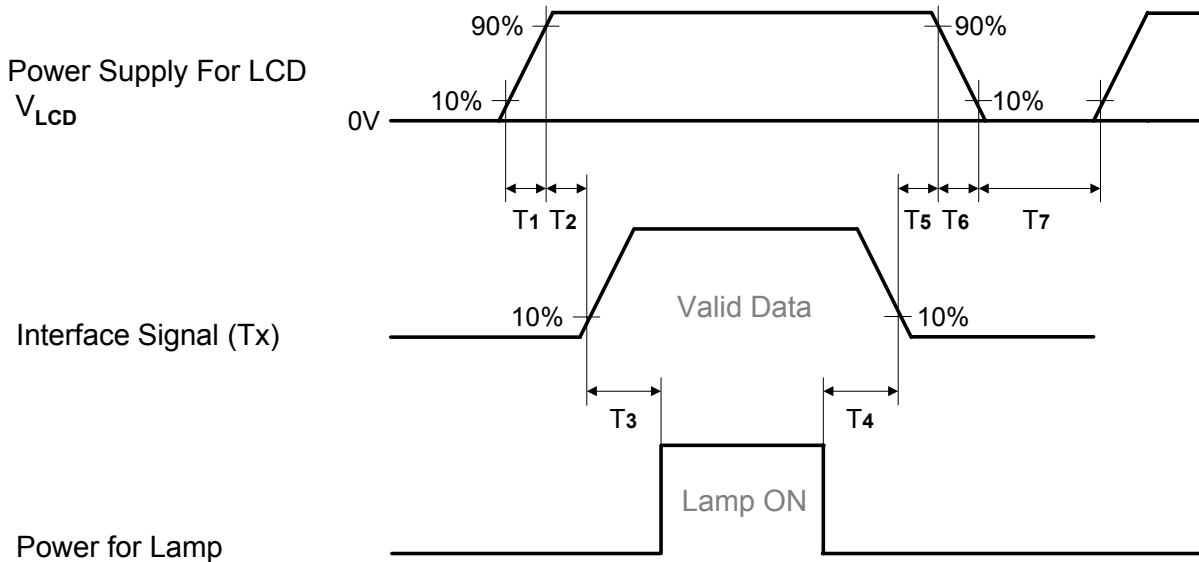 90%
90%
Power Supply For LCD
VLCD
10%
10%
0V
T1 T2
T5 T6 T7
Valid Data
10%
10%
Interface Signal (Tx)
T3
T4
Lamp ON
Power for Lamp